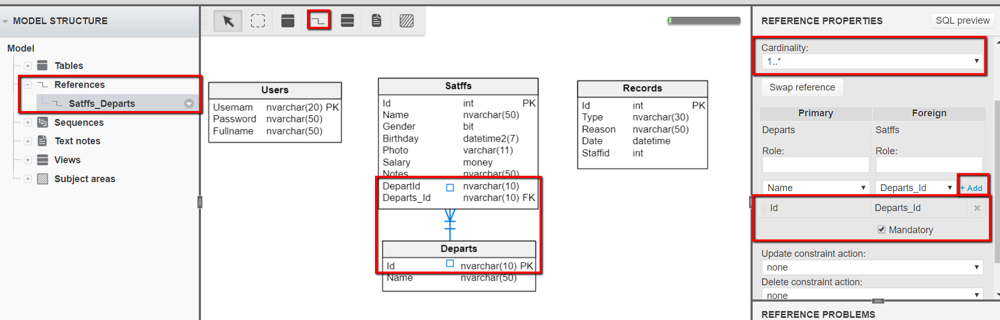 MODEL STRUCTURE
Model
Tables
References
Satffs_Departs
Sequences
Text notes
Views
Subject areas
123
Users
Usernam nvarchar(20) PK
Password nvarchar(50)
Fullname nvarchar(50)
Satffs
Id int PK
Name nvarchar(50)
Gender bit
Birthday datetime2(7)
Photo varchar(11)
Salary money
Notes nvarchar(50)
DepartId nvarchar(10)
Departs_Id nvarchar(10) FK
Departs
Id nvarchar(10) PK
Name nvarchar(50)
Records
Id int PK
Type nvarchar(30)
Reason nvarchar(50)
Date datetime
Staffid int
REFERENCE PROPERTIES SQL preview
Cardinality:
1..*
Swap reference
Primary Foreign
Departs Satffs
Role: Role:
Name Departs_Id + Add
Id Departs_Id ×
Mandatory
Update constraint action:
none
Delete constraint action:
none
REFERENCE PROBLEMS